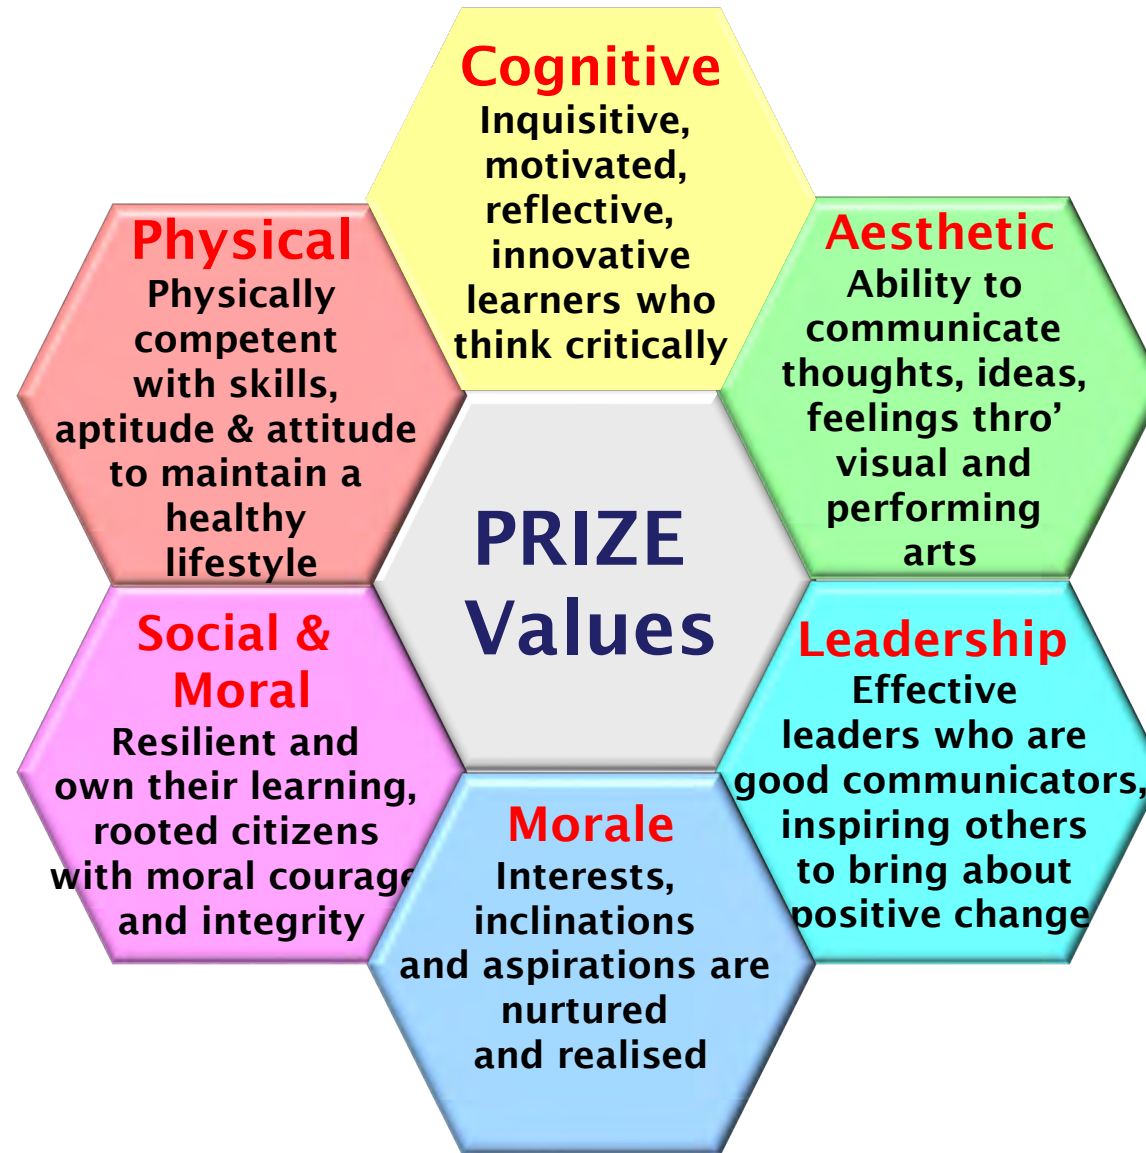 Cognitive
Inquisitive,
motivated,
reflective,
innovative
learners who
think critically
Physical
Physically
competent
with skills,
aptitude & attitude
to maintain a
healthy
lifestyle
Aesthetic
Ability to
communicate
thoughts, ideas,
feelings thro’
visual and
performing
arts
PRIZE
Values
Social &
Moral
Resilient and
own their learning,
rooted citizens
with moral courage
and integrity
Leadership
Effective
leaders who are
good communicators,
inspiring others
to bring about
positive change
Morale
Interests,
inclinations
and aspirations are
nurtured
and realised